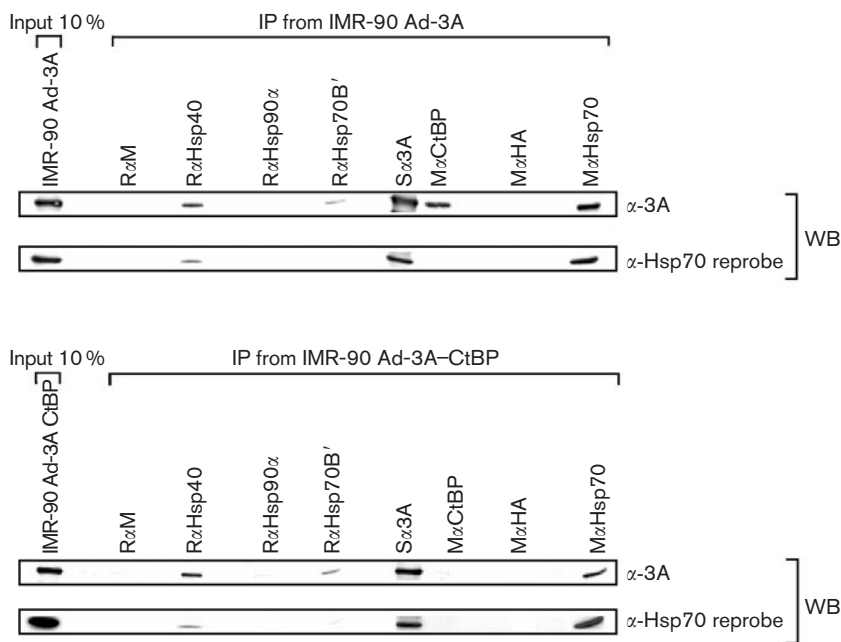 Input 10 %
IP from IMR-90 Ad-3A
IMR-90 Ad-3A
RαM
RαHsp40
RαHsp90α
RαHsp70B′
Sα3A
MαCtBP
MαHA
MαHsp70
α-3A
α-Hsp70 reprobe
WB
Input 10 %
IP from IMR-90 Ad-3A–CtBP
IMR-90 Ad-3A CtBP
RαM
RαHsp40
RαHsp90α
RαHsp70B′
Sα3A
MαCtBP
MαHA
MαHsp70
α-3A
α-Hsp70 reprobe
WB